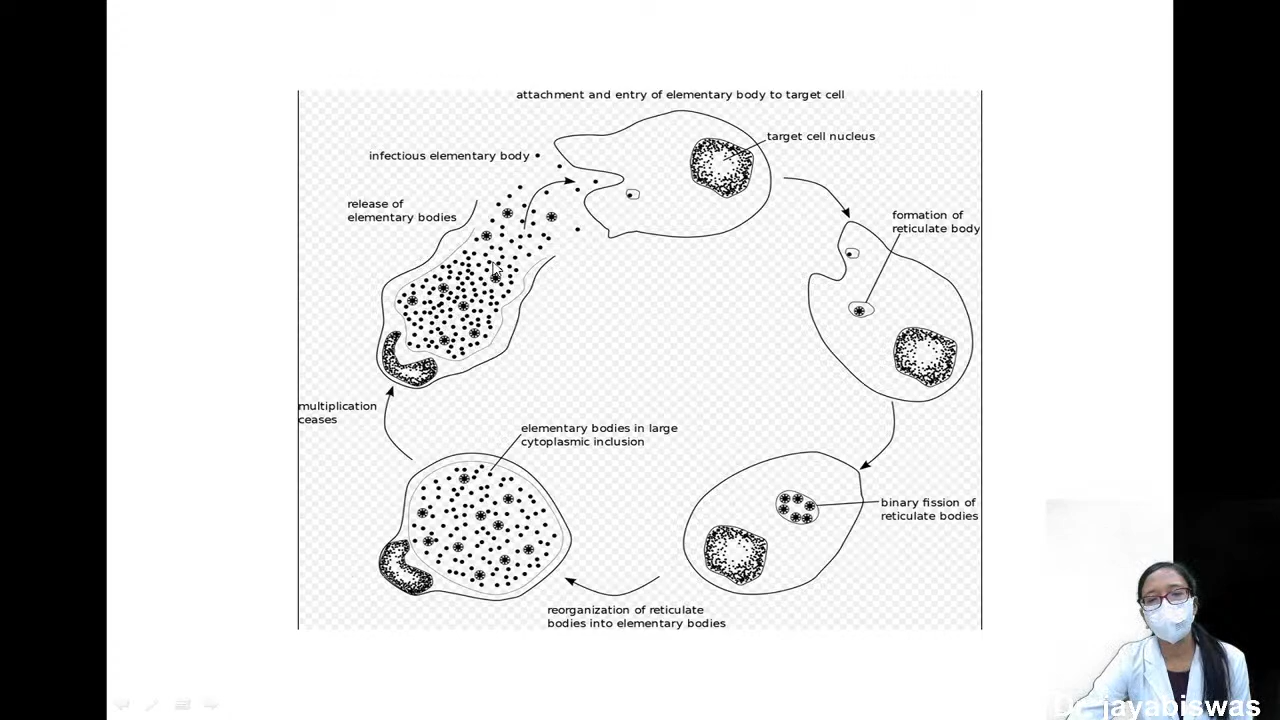 attachment and entry of elementary body to target cell
target cell nucleus
infectious elementary body
release of
elementary bodies
formation of
reticulate body
multiplication
ceases
elementary bodies in large
cytoplasmic inclusion
binary fission of
reticulate bodies
reorganization of reticulate
bodies into elementary bodies
Dr jayabiswas